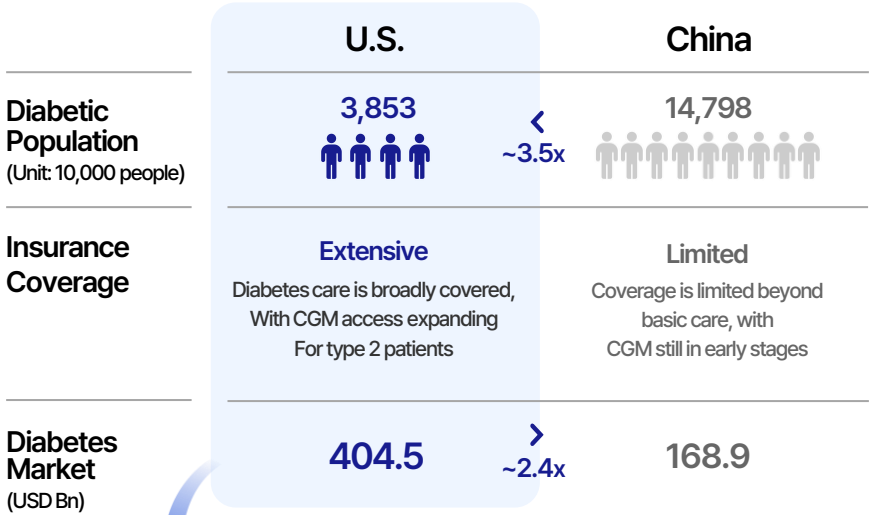 U.S.
China
Diabetic
Population
(Unit: 10,000 people)
3,853
<
~3.5x
14,798
Insurance
Coverage
Extensive
Diabetes care is broadly covered,
With CGM access expanding
For type 2 patients
Limited
Coverage is limited beyond
basic care, with
CGM still in early stages
Diabetes
Market
(USD Bn)
404.5
>
~2.4x
168.9